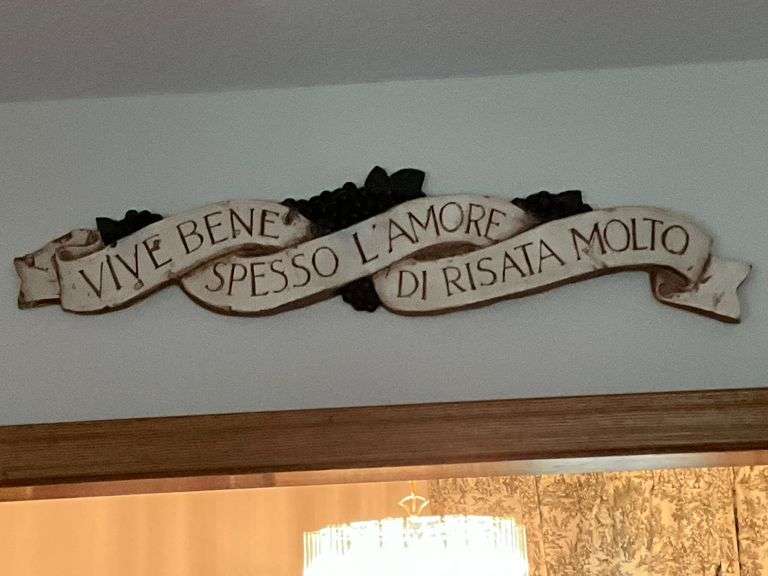 VIVE BENE
SPESSO L'AMORE
DI RISATA MOLTO